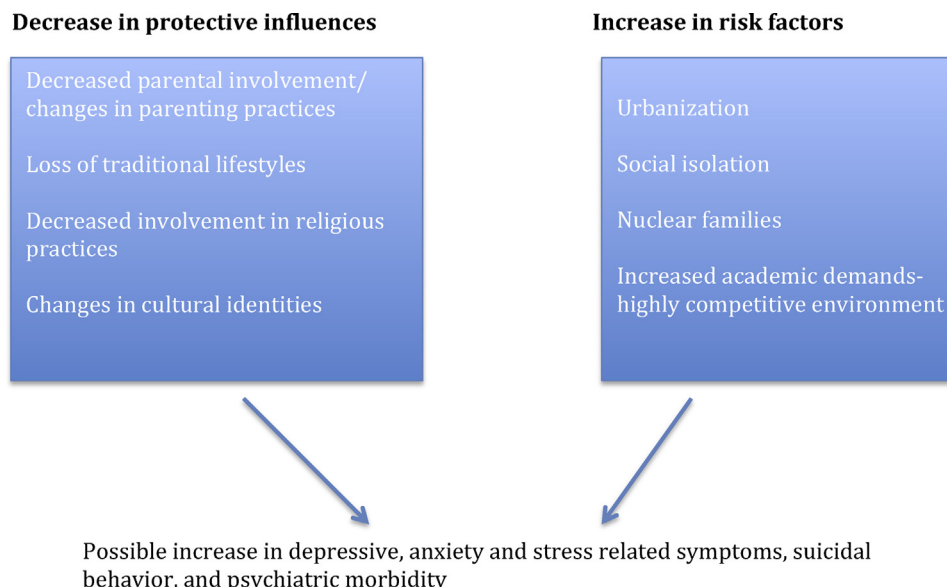 Decrease in protective influences
Decreased parental involvement/
changes in parenting practices
Loss of traditional lifestyles
Decreased involvement in religious
practices
Changes in cultural identities
Increase in risk factors
Urbanization
Social isolation
Nuclear families
Increased academic demands-
highly competitive environment
Possible increase in depressive, anxiety and stress related symptoms, suicidal
behavior, and psychiatric morbidity